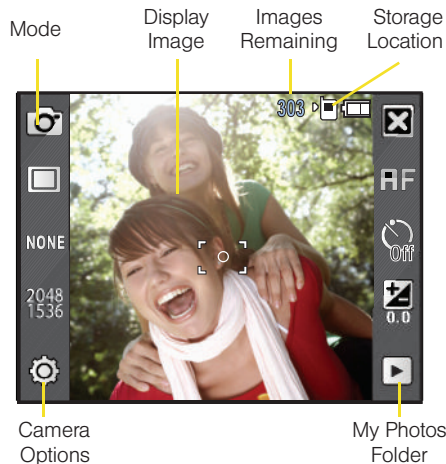 Mode
Display
Image
Images
Remaining
Storage
Location
303
AF
NONE
Off
2048
1536
0.0
Camera
Options
My Photos
Folder